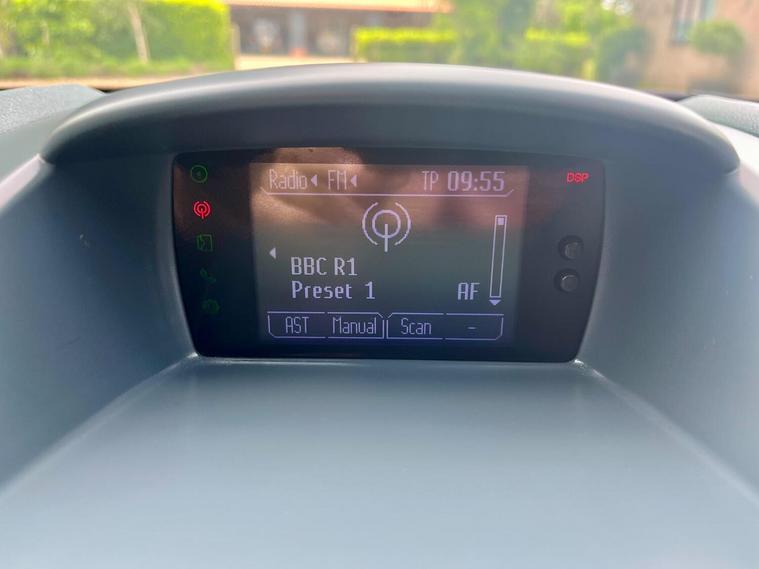 Radio FM TP 09:55
DSP
BBC R1
Preset 1 AF
AST Manual Scan -